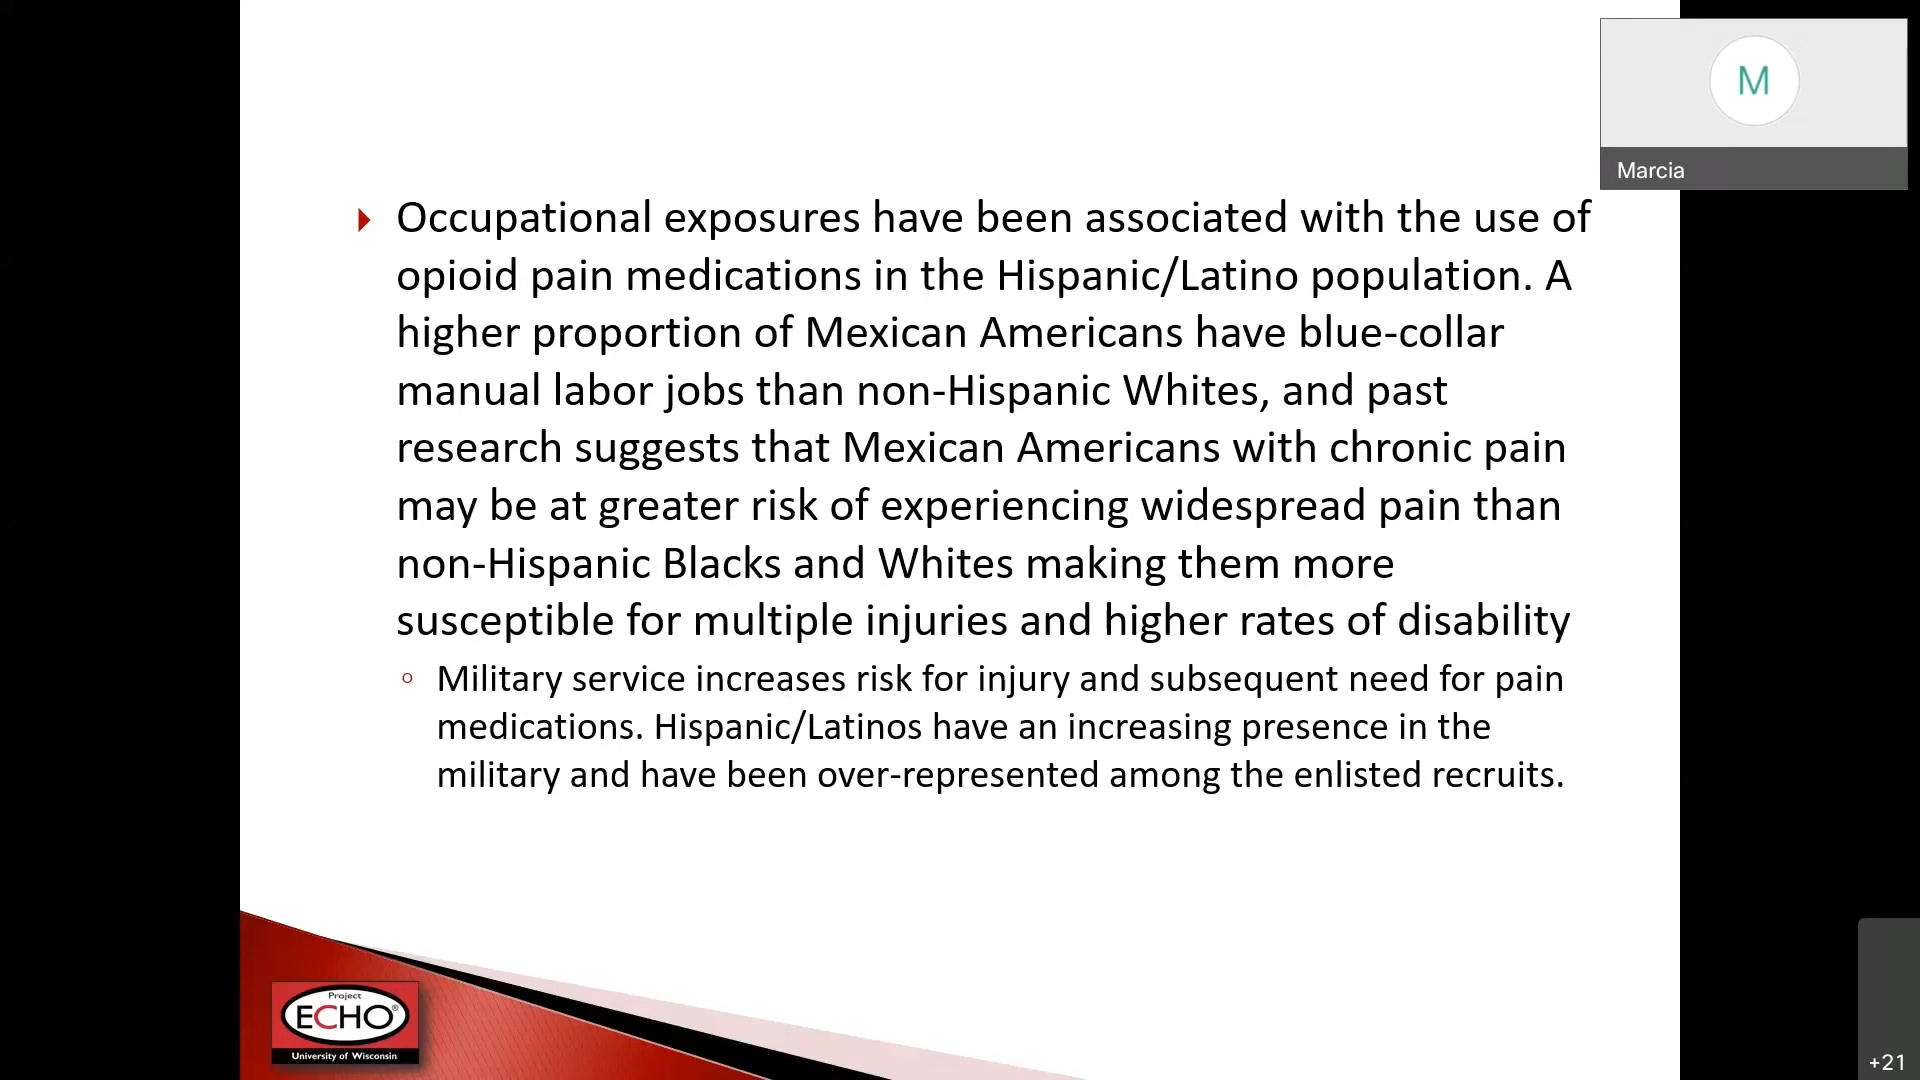 M
Marcia
Occupational exposures have been associated with the use of
opioid pain medications in the Hispanic/Latino population. A
higher proportion of Mexican Americans have blue-collar
manual labor jobs than non-Hispanic Whites, and past
research suggests that Mexican Americans with chronic pain
may be at greater risk of experiencing widespread pain than
non-Hispanic Blacks and Whites making them more
susceptible for multiple injuries and higher rates of disability
Military service increases risk for injury and subsequent need for pain
medications. Hispanic/Latinos have an increasing presence in the
military and have been over-represented among the enlisted recruits.
Project
ECHO®
University of Wisconsin
+21